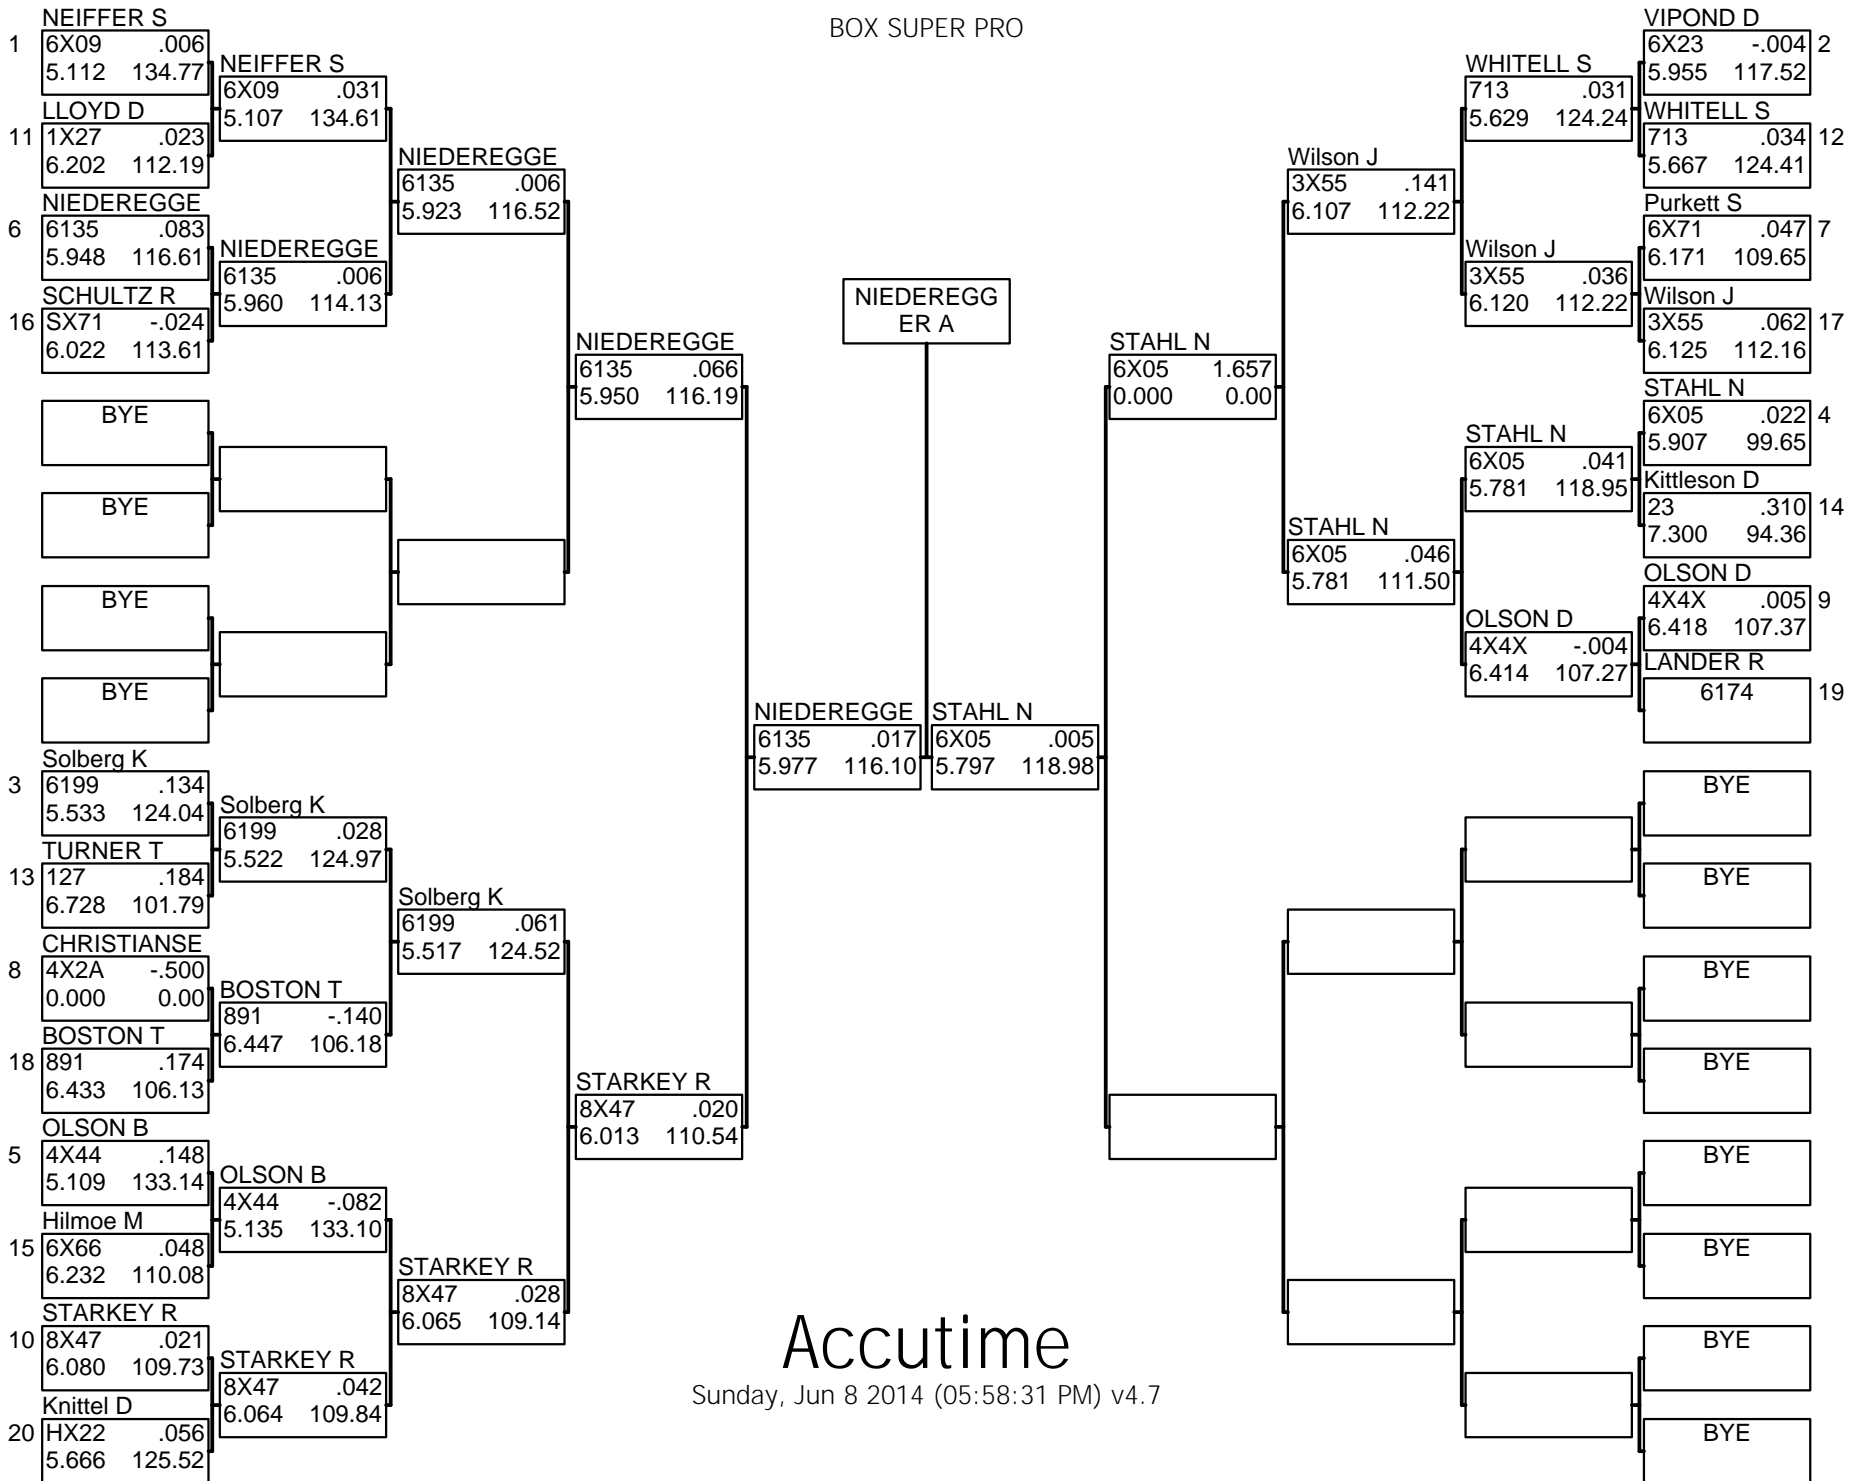 BOX SUPER PRO
NEIFFER S
1 6X09 .006
5.112 134.77
LLOYD D
11 1X27 .023
6.202 112.19
NIEDEREGGE
6 6135 .083
5.948 116.61
SCHULTZ R
16 SX71 -.024
6.022 113.61
BYE
BYE
BYE
BYE
Solberg K
3 6199 .134
5.533 124.04
TURNER T
13 127 .184
6.728 101.79
CHRISTIANSE
8 4X2A -.500
0.000 0.00
BOSTON T
18 891 .174
6.433 106.13
OLSON B
5 4X44 .148
5.109 133.14
Hilmoe M
15 6X66 .048
6.232 110.08
STARKEY R
10 8X47 .021
6.080 109.73
Knittel D
20 HX22 .056
5.666 125.52
NEIFFER S
6X09 .031
5.107 134.61
NIEDEREGGE
6135 .006
5.960 114.13
Solberg K
6199 .028
5.522 124.97
BOSTON T
891 -.140
6.447 106.18
OLSON B
4X44 -.082
5.135 133.10
STARKEY R
8X47 .042
6.064 109.84
NIEDEREGGE
6135 .006
5.923 116.52
Solberg K
6199 .061
5.517 124.52
STARKEY R
8X47 .028
6.065 109.14
NIEDEREGGE
6135 .066
5.950 116.19
STARKEY R
8X47 .020
6.013 110.54
NIEDEREGGE
6135 .017
5.977 116.10
NIEDEREGG
ER A
STAHL N
6X05 .005
5.797 118.98
STAHL N
6X05 1.657
0.000 0.00
Wilson J
3X55 .141
6.107 112.22
STAHL N
6X05 .046
5.781 111.50
WHITELL S
713 .031
5.629 124.24
Wilson J
3X55 .036
6.120 112.22
STAHL N
6X05 .041
5.781 118.95
OLSON D
4X4X -.004
6.414 107.27
VIPOND D
6X23 -.004 2
5.955 117.52
WHITELL S
713 .034 12
5.667 124.41
Purkett S
6X71 .047 7
6.171 109.65
Wilson J
3X55 .062 17
6.125 112.16
STAHL N
6X05 .022 4
5.907 99.65
Kittleson D
23 .310 14
7.300 94.36
OLSON D
4X4X .005 9
6.418 107.37
LANDER R
6174 19
BYE
BYE
BYE
BYE
BYE
BYE
BYE
BYE
Accutime
Sunday, Jun 8 2014 (05:58:31 PM) v4.7